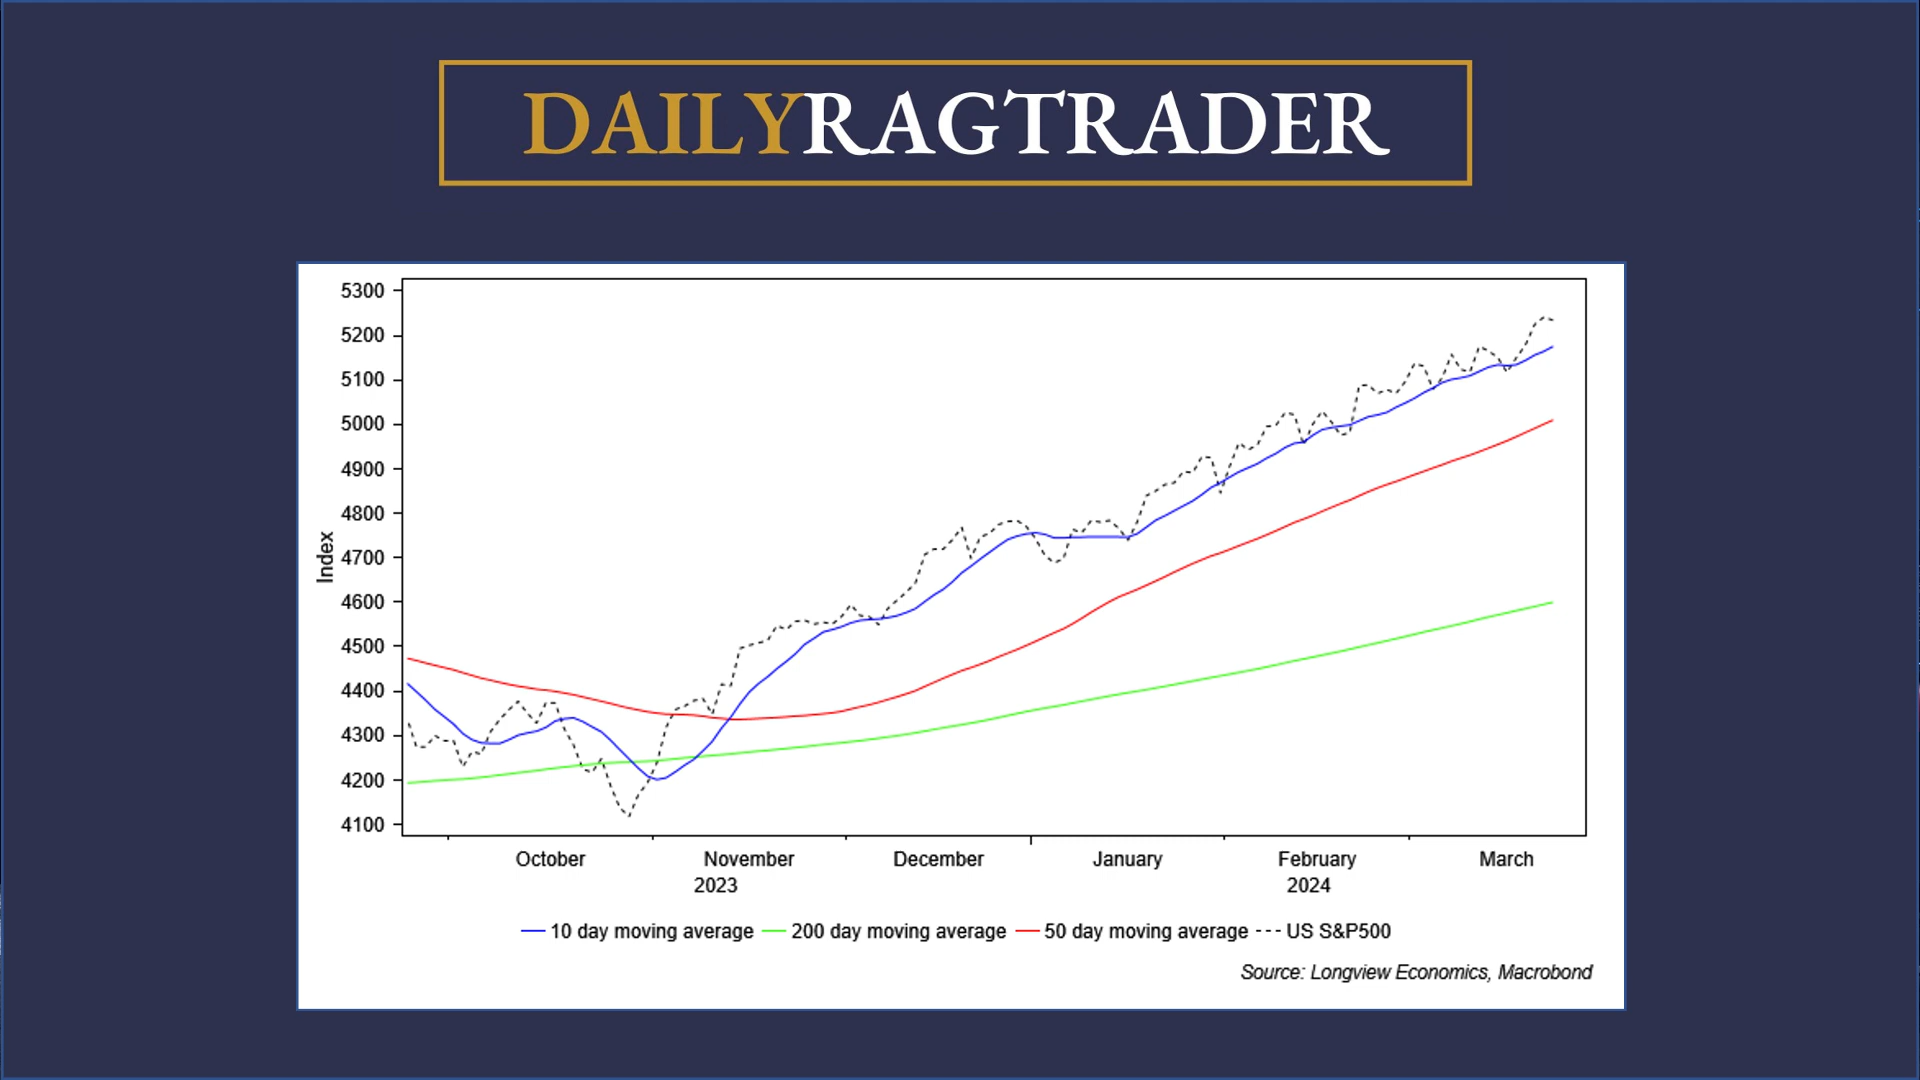 DAILYRAGTRADER
5300
5200
5100
5000
4900
4800
4700
4600
4500
4400
4300
4200
4100
Index
October November December January February March
2023 2024
10 day moving average 200 day moving average 50 day moving average US S&P500
Source: Longview Economics, Macrobond